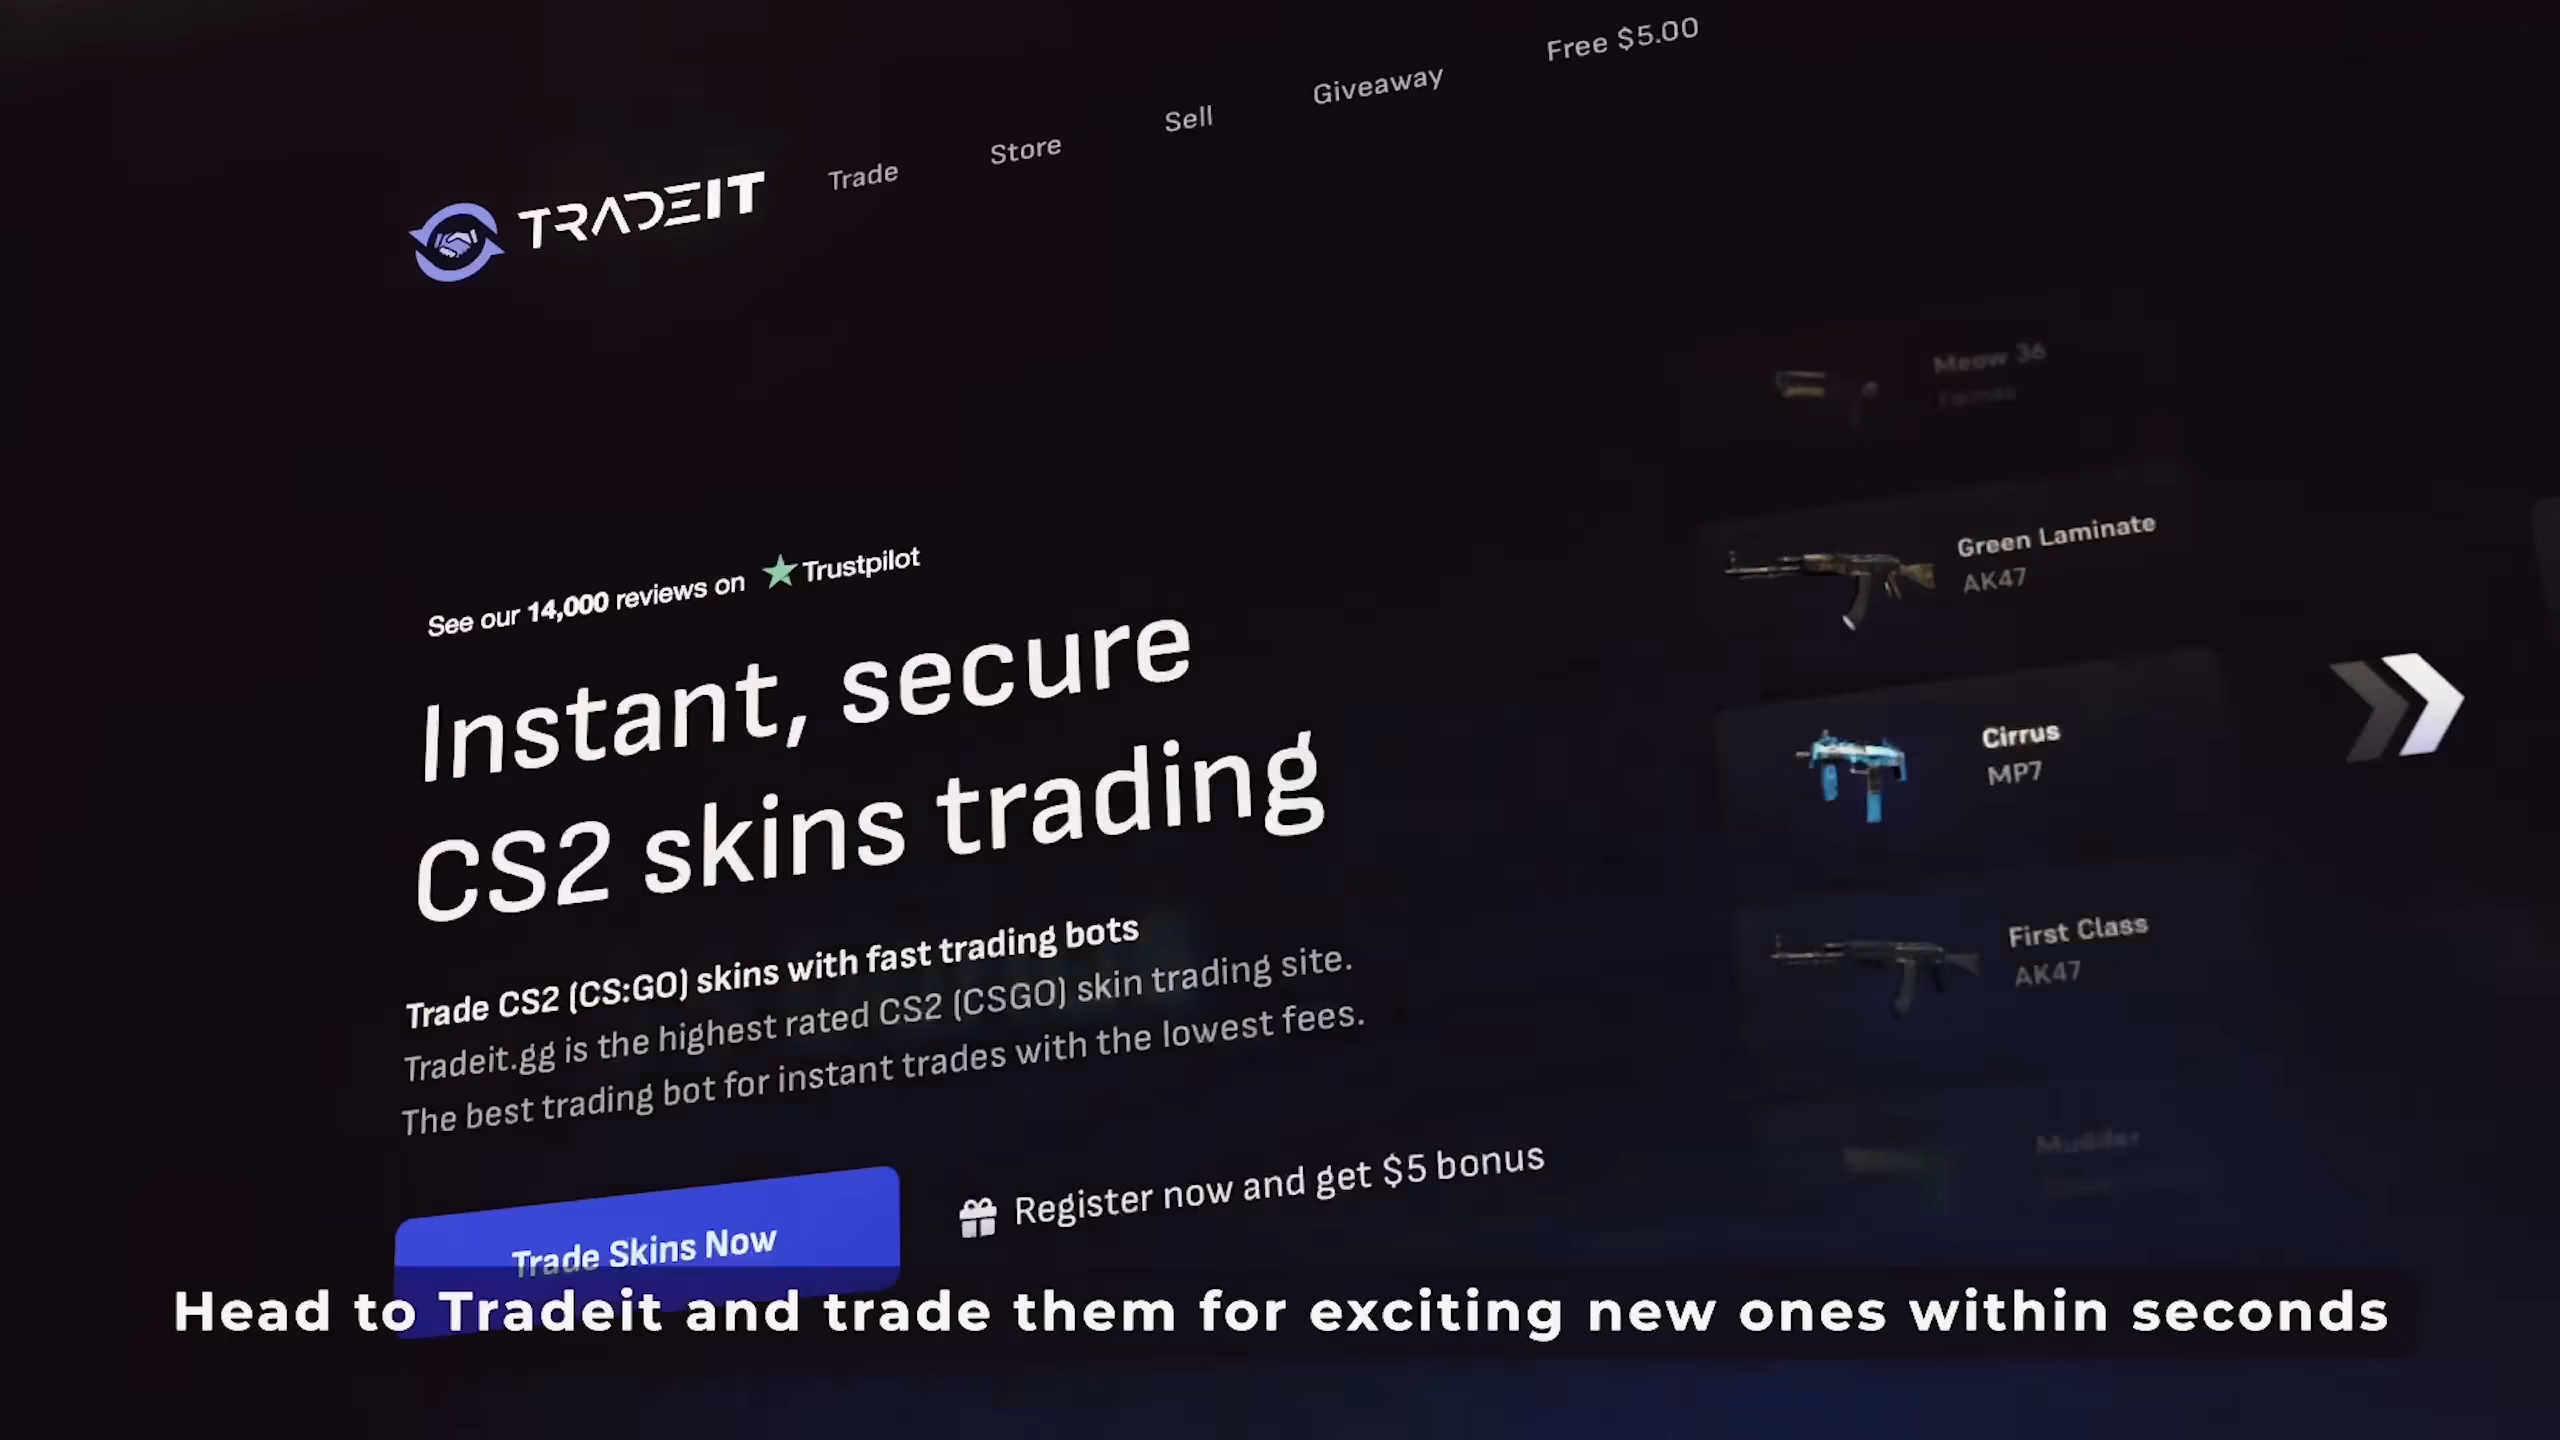 Free $5.00
Giveaway
Sell
Store
Trade
TRADEIT
Meow 36
Green Laminate
AK47
See our 14,000 reviews on Trustpilot
Instant, secure
CS2 skins trading
Cirrus
MP7
First Class
AK47
Trade CS2 (CS:GO) skins with fast trading bots
Tradeit.gg is the highest rated CS2 (CSGO) skin trading site.
The best trading bot for instant trades with the lowest fees.
Mudder
Register now and get $5 bonus
Trade Skins Now
Head to Tradeit and trade them for exciting new ones within seconds